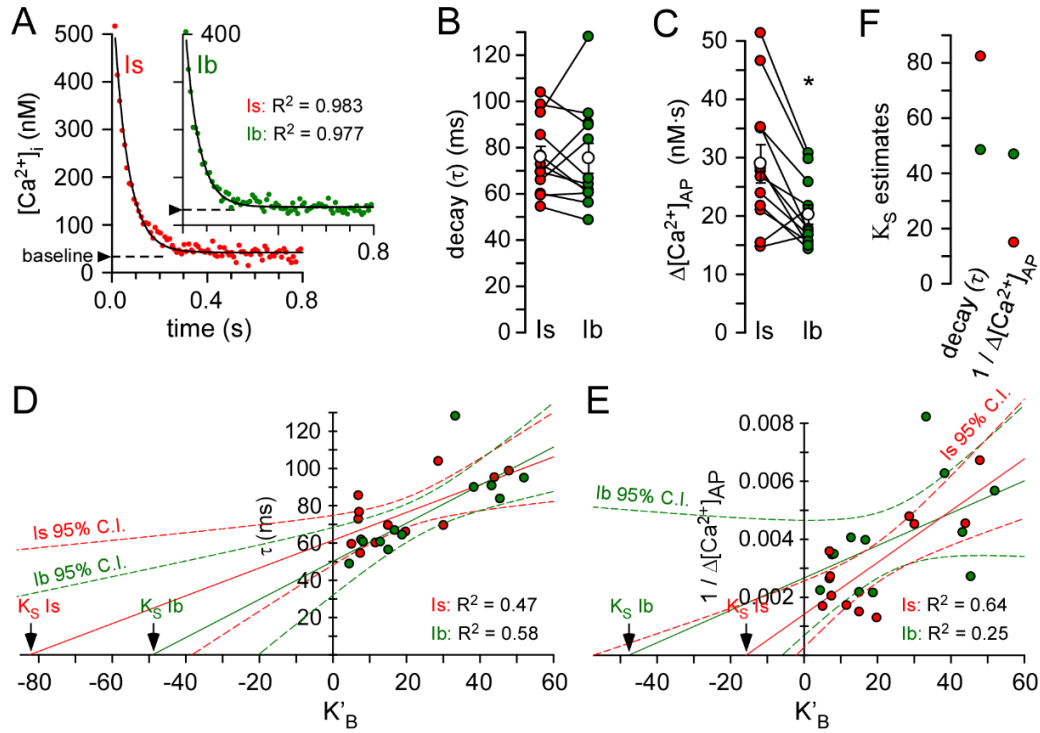 A
500
400
300
200
100
0
[Ca²⁺]ᵢ (nM)
Is
400
Ib
Is: R² = 0.983
Ib: R² = 0.977
baseline
0.8
0.0
0.4
0.8
time (s)
B
120
100
80
60
40
20
0
decay (τ) (ms)
Is
Ib
C
50
40
30
20
10
0
Δ[Ca²⁺]AP (nM·s)
*
Is
Ib
F
80
60
40
20
0
KS estimates
decay (τ)
1 / Δ[Ca²⁺]AP
D
120
100
80
60
40
20
τ (ms)
Is 95% C.I.
Ib 95% C.I.
KS Is
KS Ib
Is: R² = 0.47
Ib: R² = 0.58
-80
-60
-40
-20
0
20
40
60
K'B
E
0.008
0.006
0.004
0.002
1 / Δ[Ca²⁺]AP
Is 95% C.I.
Ib 95% C.I.
KS Ib
KS Is
Is: R² = 0.64
Ib: R² = 0.25
-40
-20
0
20
40
60
K'B